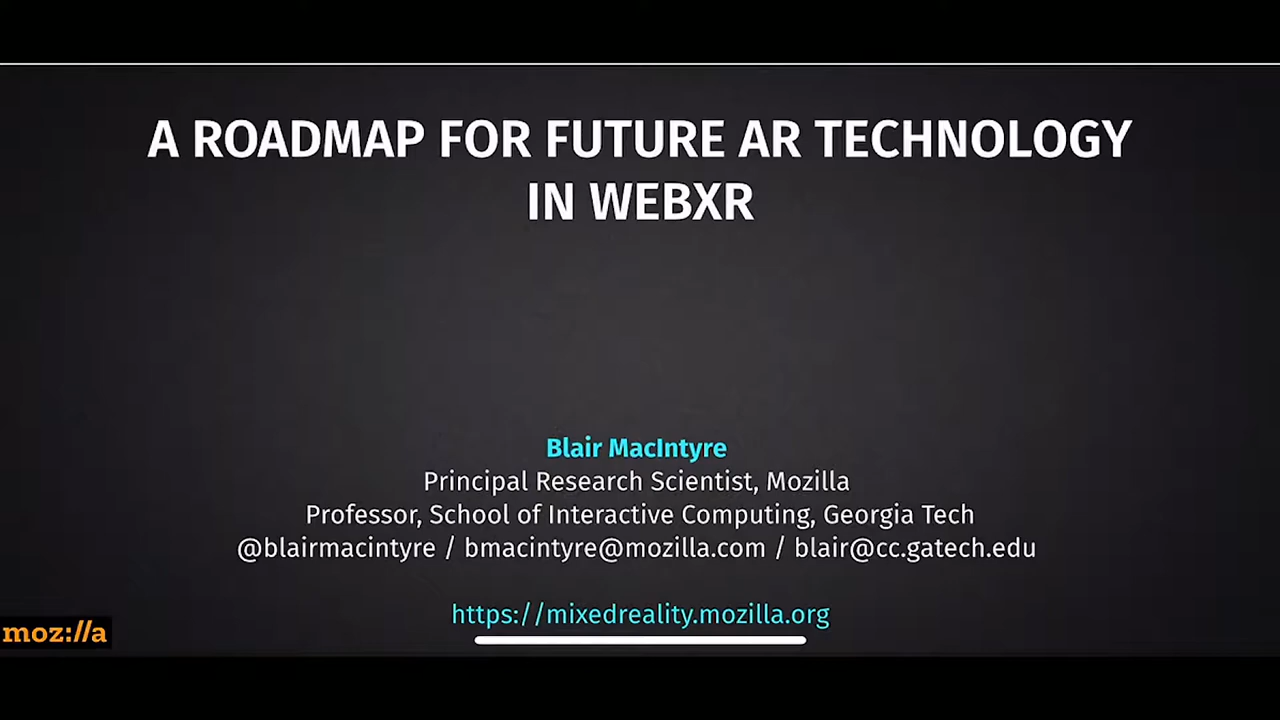 A ROADMAP FOR FUTURE AR TECHNOLOGY
IN WEBXR
Blair MacIntyre
Principal Research Scientist, Mozilla
Professor, School of Interactive Computing, Georgia Tech
@blairmacintyre / bmacintyre@mozilla.com / blair@cc.gatech.edu
https://mixedreality.mozilla.org
moz://a